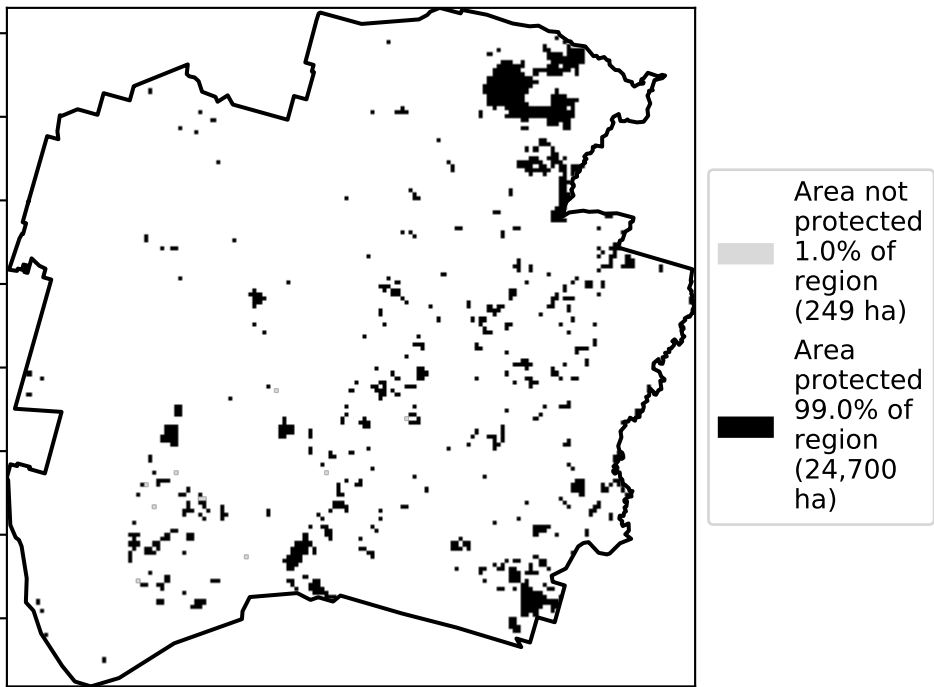 Area not
protected
1.0% of
region
(249 ha)
Area
protected
99.0% of
region
(24,700
ha)